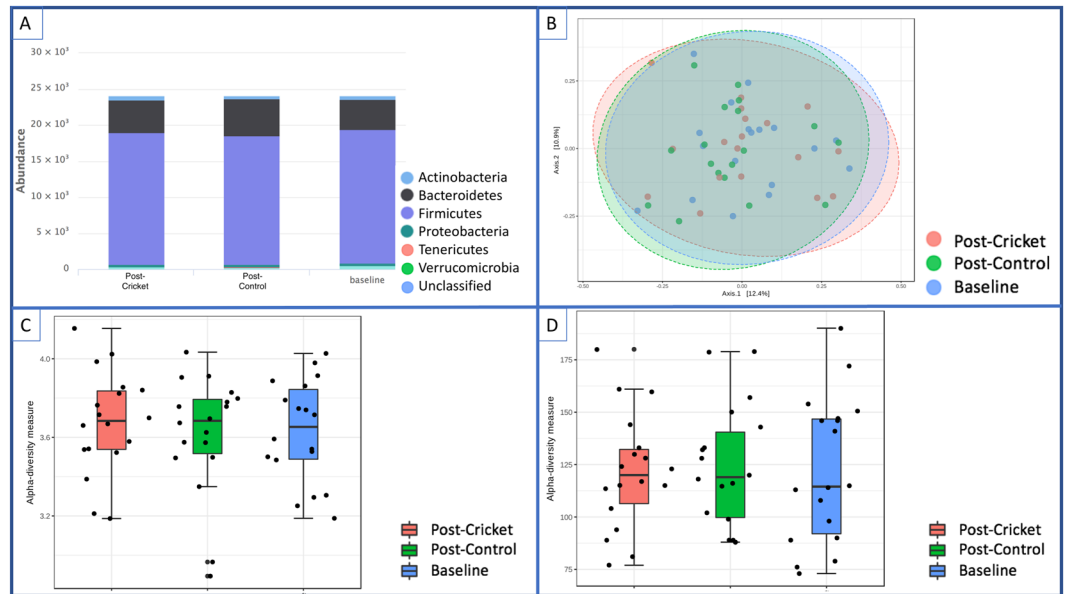 A
30 × 10³
25 × 10³
20 × 10³
15 × 10³
10 × 10³
5 × 10³
0
Abundance
Post-
Cricket
Post-
Control
baseline
Actinobacteria
Bacteroidetes
Firmicutes
Proteobacteria
Tenericutes
Verrucomicrobia
Unclassified
B
0.25
0.00
-0.25
Axis.2 [10.9%]
-0.50
-0.25
0.00
0.25
0.50
Axis.1 [12.4%]
Post-Cricket
Post-Control
Baseline
C
4.0
3.6
3.2
Alpha-diversity measure
Post-Cricket
Post-Control
Baseline
D
175
150
125
100
75
Alpha-diversity measure
Post-Cricket
Post-Control
Baseline